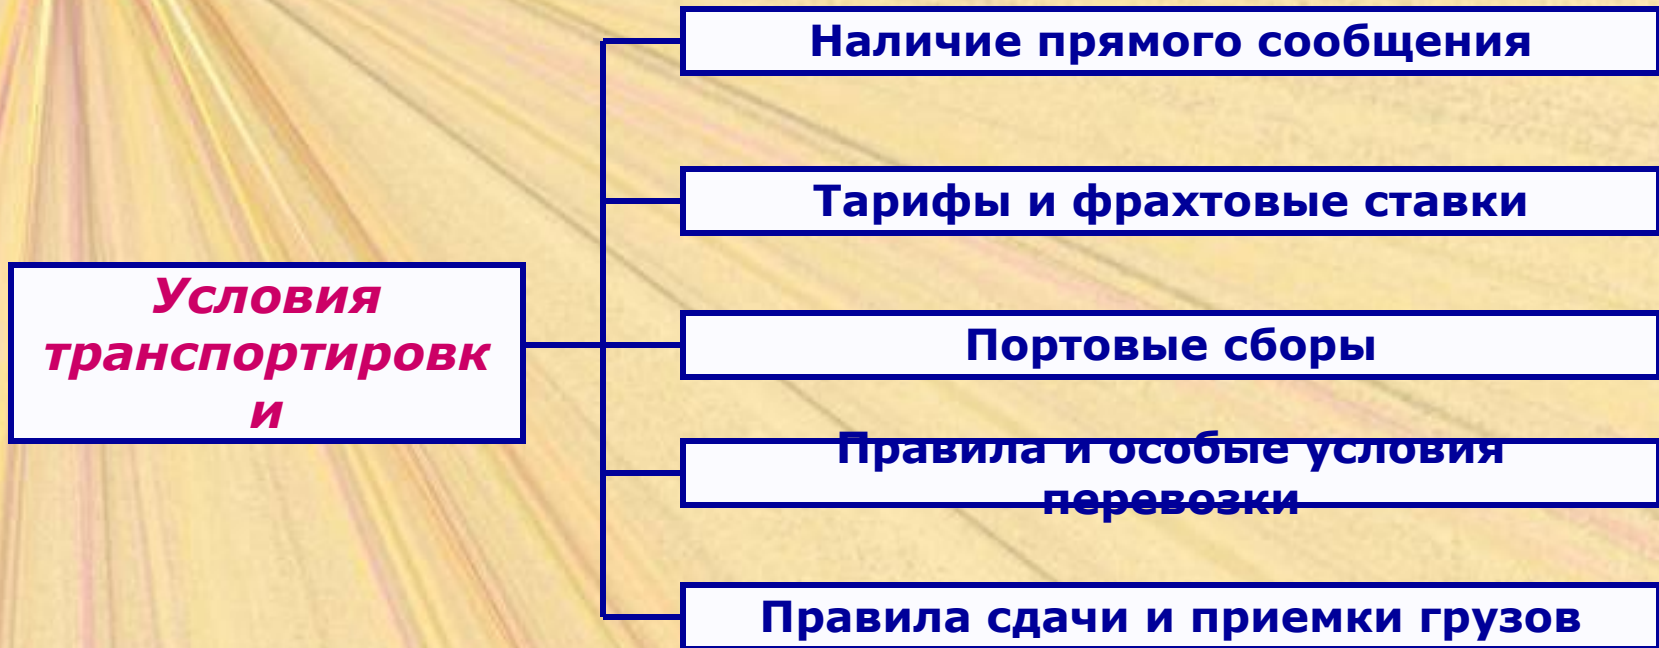 Наличие прямого сообщения
Тарифы и фрахтовые ставки
Условия
транспортировк
и
Портовые сборы
Правила и особые условия
перевозки
Правила сдачи и приемки грузов